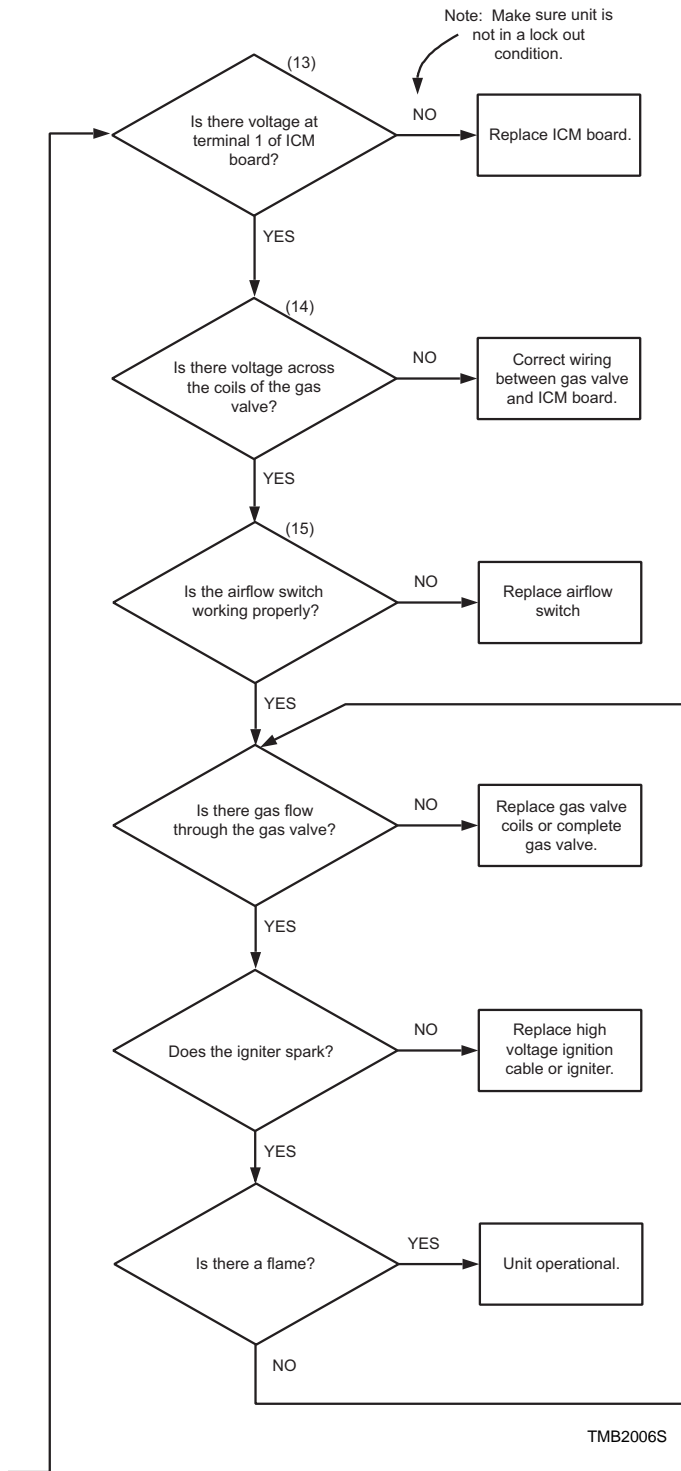 Note: Make sure unit is
not in a lock out
condition.
(13)
Is there voltage at
terminal 1 of ICM
board?
NO
Replace ICM board.
YES
(14)
Is there voltage across
the coils of the gas
valve?
NO
Correct wiring
between gas valve
and ICM board.
YES
(15)
Is the airflow switch
working properly?
NO
Replace airflow
switch
YES
Is there gas flow
through the gas valve?
NO
Replace gas valve
coils or complete
gas valve.
YES
Does the igniter spark?
NO
Replace high
voltage ignition
cable or igniter.
YES
Is there a flame?
YES
Unit operational.
NO
TMB2006S